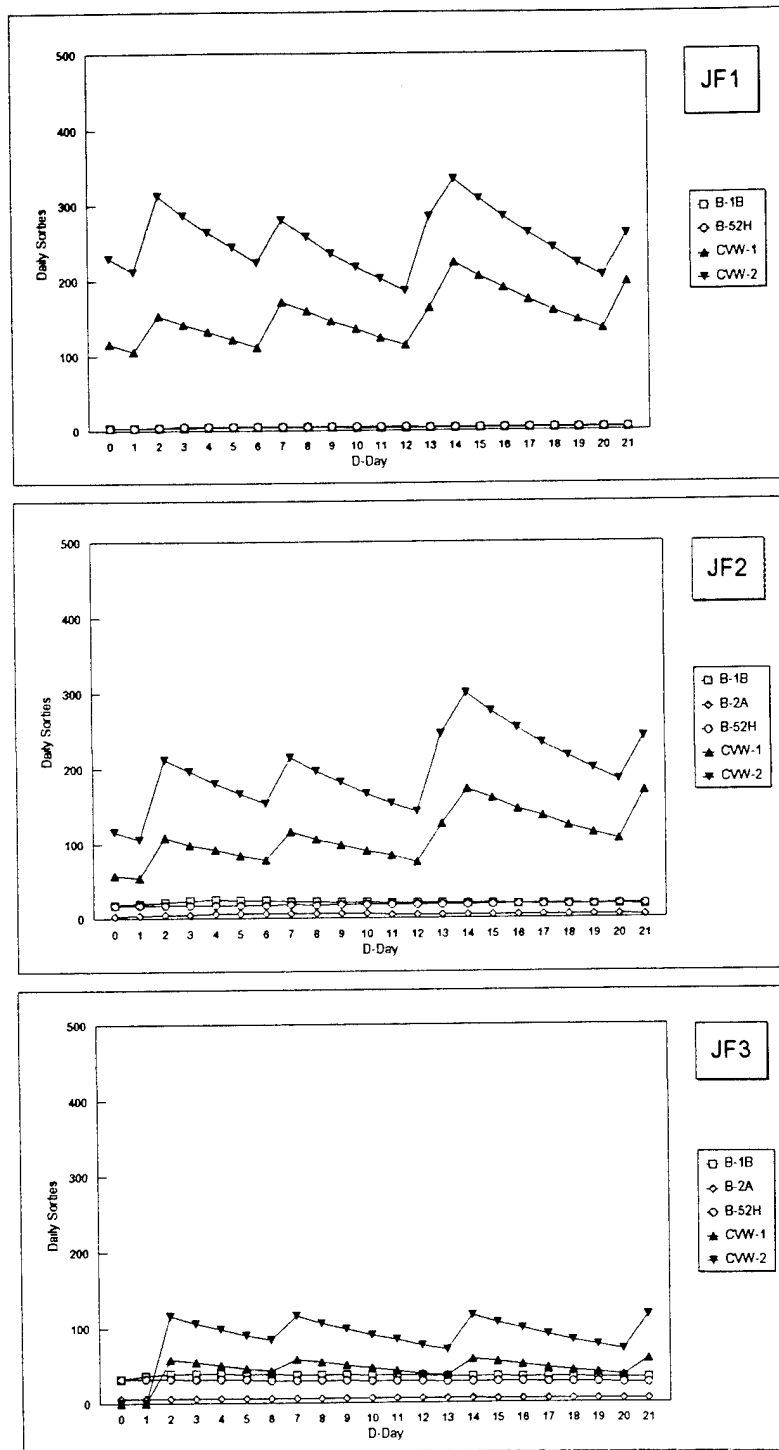 JF1
500
400
300
200
100
0
Daily Sorties
B-1B
B-52H
CVW-1
CVW-2
0 1 2 3 4 5 6 7 8 9 10 11 12 13 14 15 16 17 18 19 20 21
D-Day
JF2
500
400
300
200
100
0
Daily Sorties
B-1B
B-2A
B-52H
CVW-1
CVW-2
0 1 2 3 4 5 6 7 8 9 10 11 12 13 14 15 16 17 18 19 20 21
D-Day
JF3
500
400
300
200
100
0
Daily Sorties
B-1B
B-2A
B-52H
CVW-1
CVW-2
0 1 2 3 4 5 6 7 8 9 10 11 12 13 14 15 16 17 18 19 20 21
D-Day